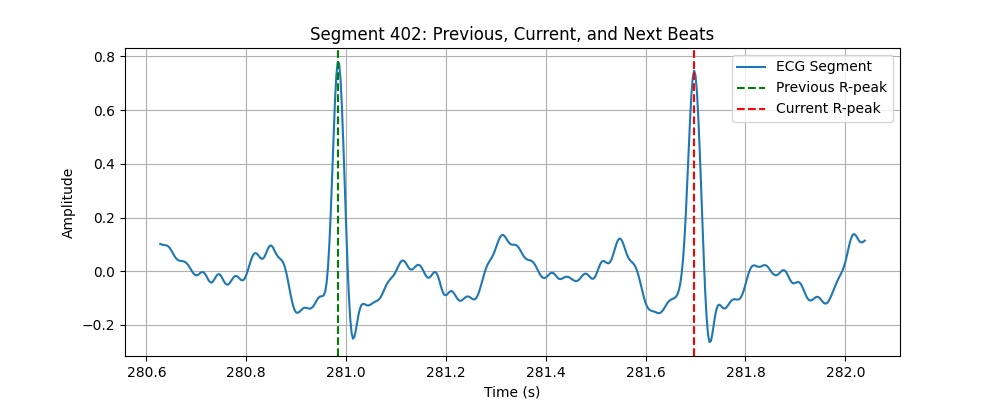 Segment 402: Previous, Current, and Next Beats
ECG Segment
Previous R-peak
Current R-peak
Amplitude
0.8
0.6
0.4
0.2
0.0
−0.2
280.6 280.8 281.0 281.2 281.4 281.6 281.8 282.0
Time (s)